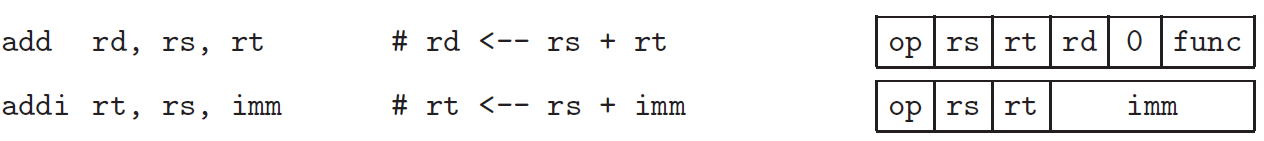 add rd, rs, rt # rd <-- rs + rt op rs rt rd 0 func
addi rt, rs, imm # rt <-- rs + imm op rs rt imm